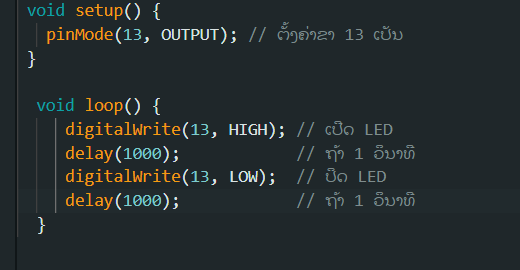 void setup() {
  pinMode(13, OUTPUT); // ຕັ້ງຄ່າຂາ 13 ເປັນ
}
void loop() {
    digitalWrite(13, HIGH); // ເປີດ LED
    delay(1000);            // ຖ້າ 1 ວິນາທີ
    digitalWrite(13, LOW);  // ປິດ LED
    delay(1000);            // ຖ້າ 1 ວິນາທີ
}